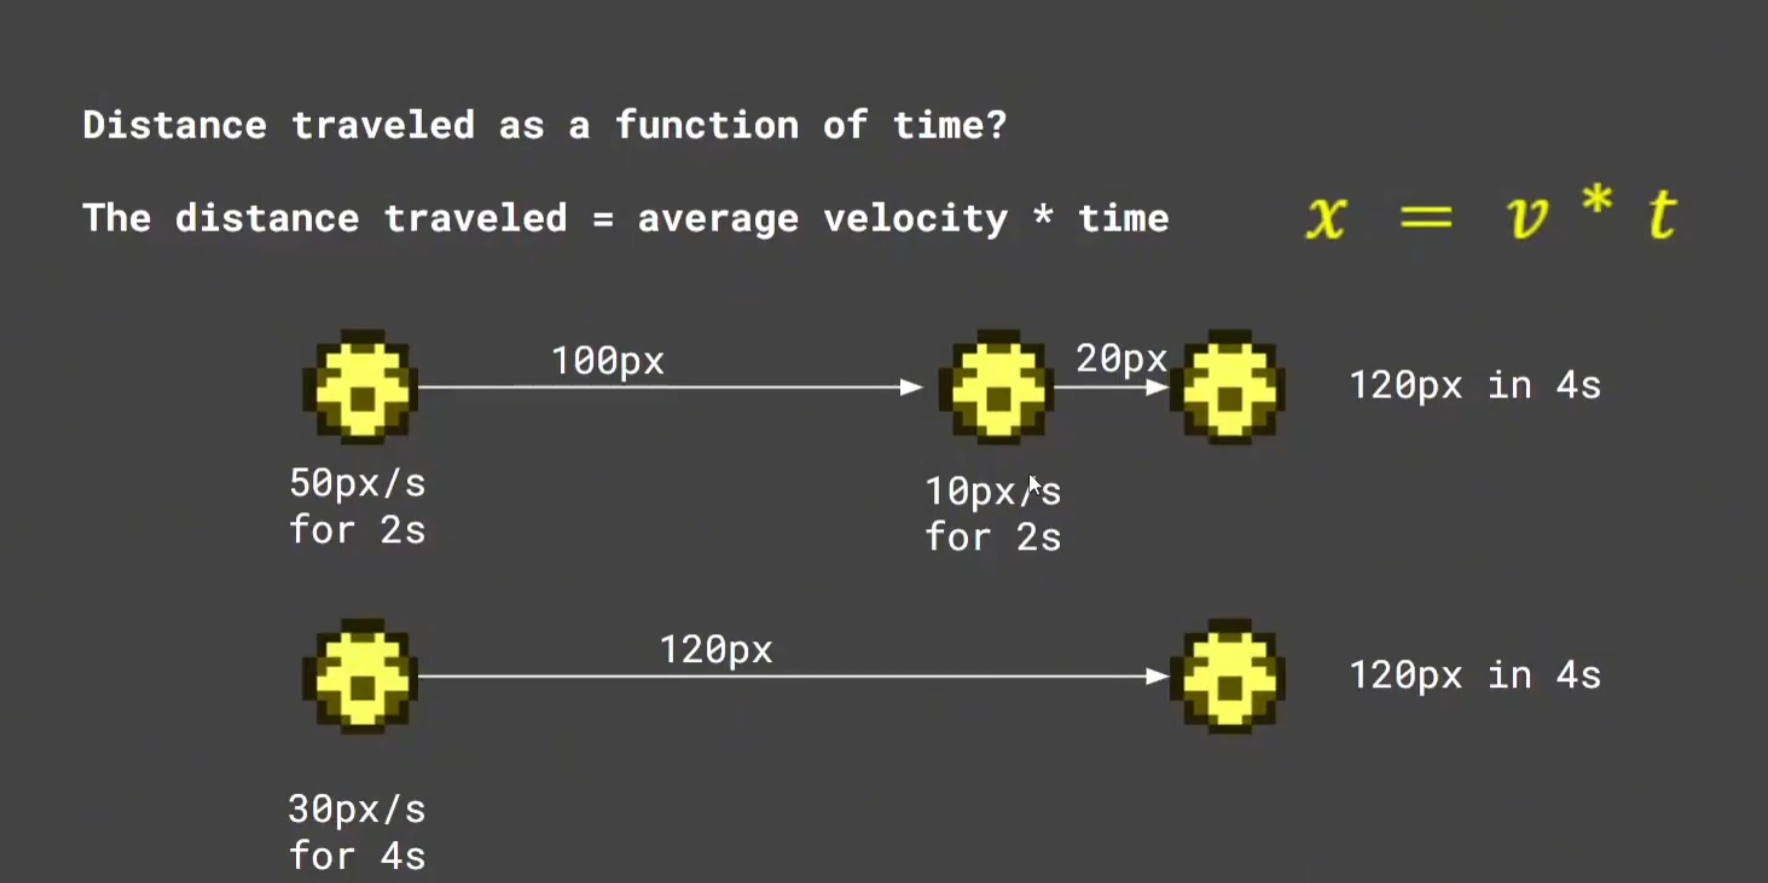 Distance traveled as a function of time?
The distance traveled = average velocity * time
x = v * t
100px
20px
120px in 4s
50px/s
for 2s
10px/s
for 2s
120px
120px in 4s
30px/s
for 4s